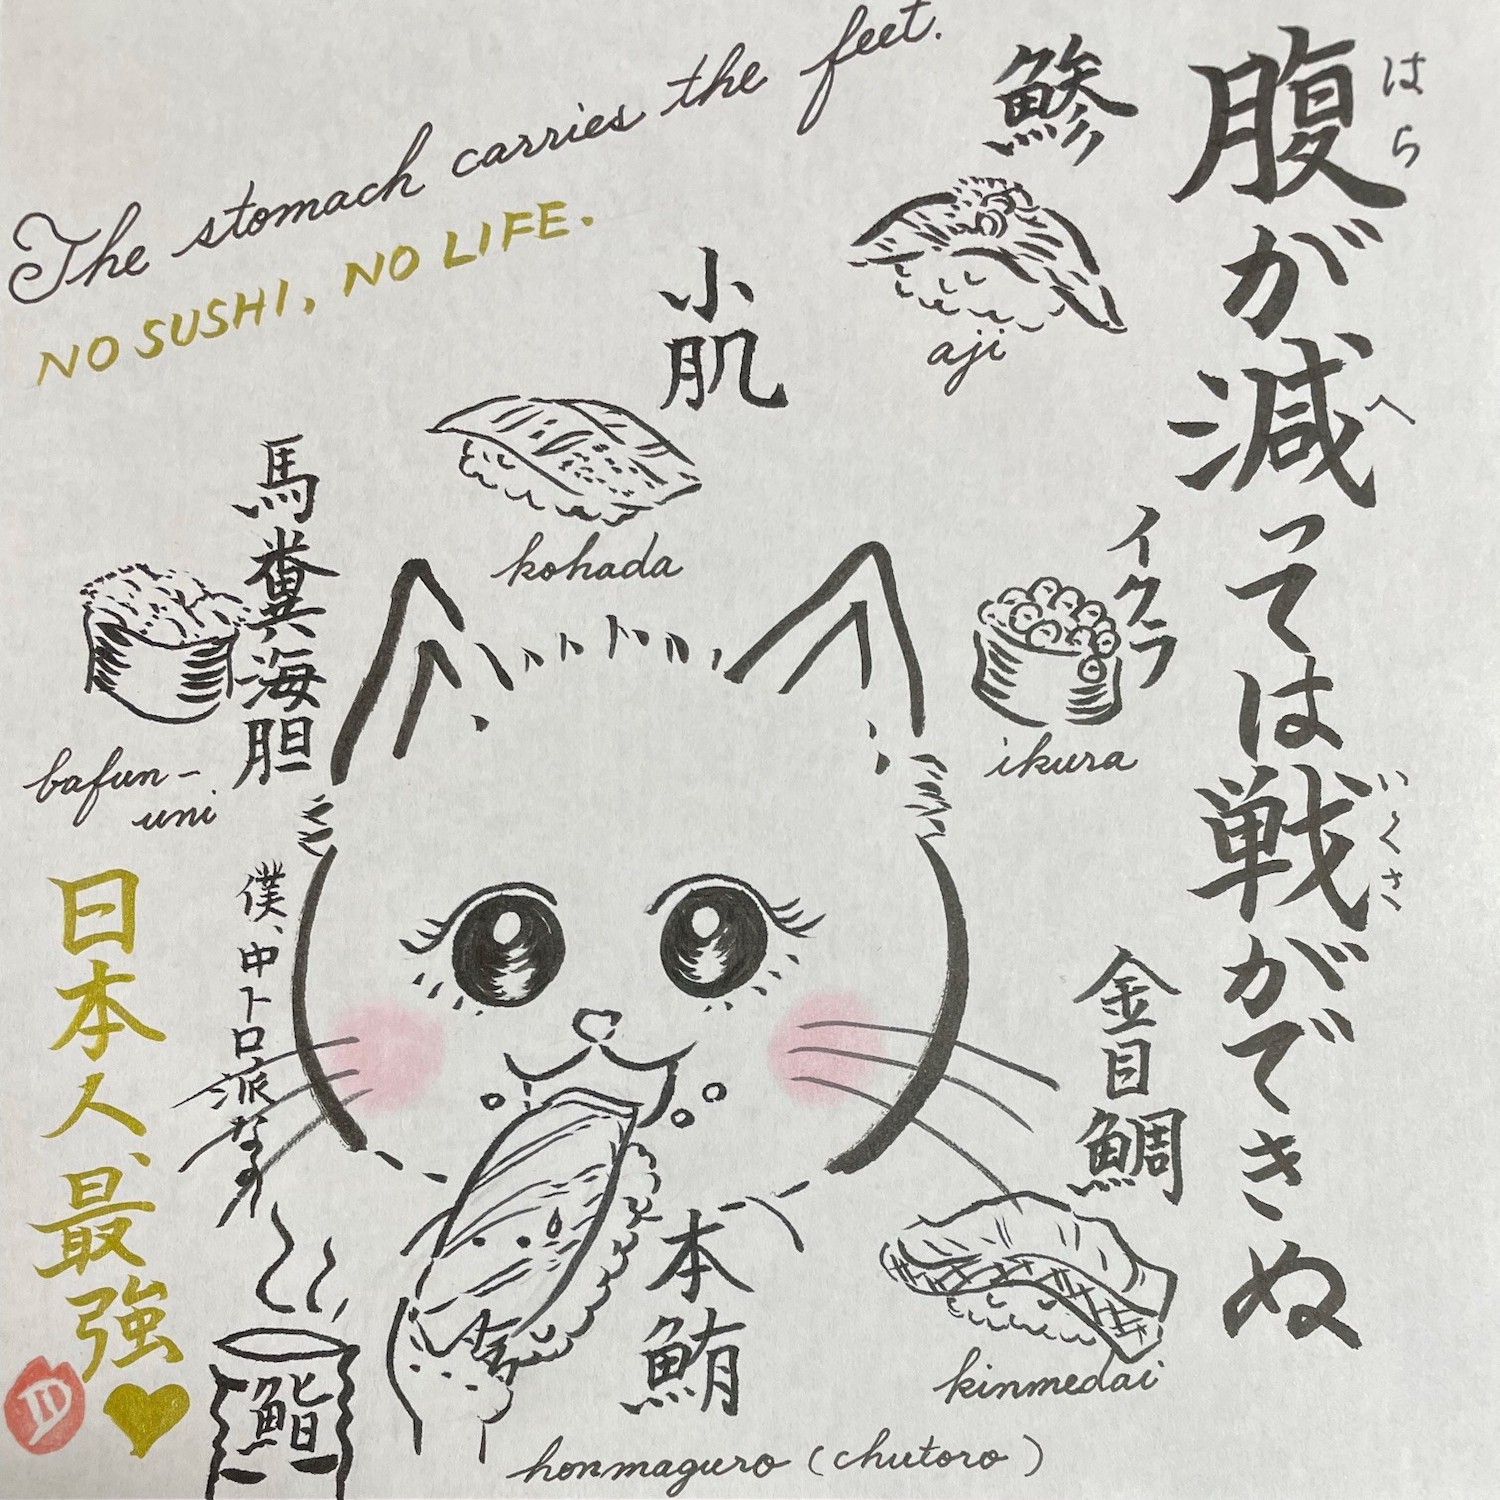 The stomach carries the feet.
NO SUSHI, NO LIFE.
腹が減っては戦ができぬ
はら
へ
いくさ
鯵
aji
小肌
kohada
イクラ
ikura
馬糞海胆
bafun-
uni
金目鯛
kinmedai
本鮪
honmaguro (chutoro)
僕、中トロ派なの
鮨
日本人、最強